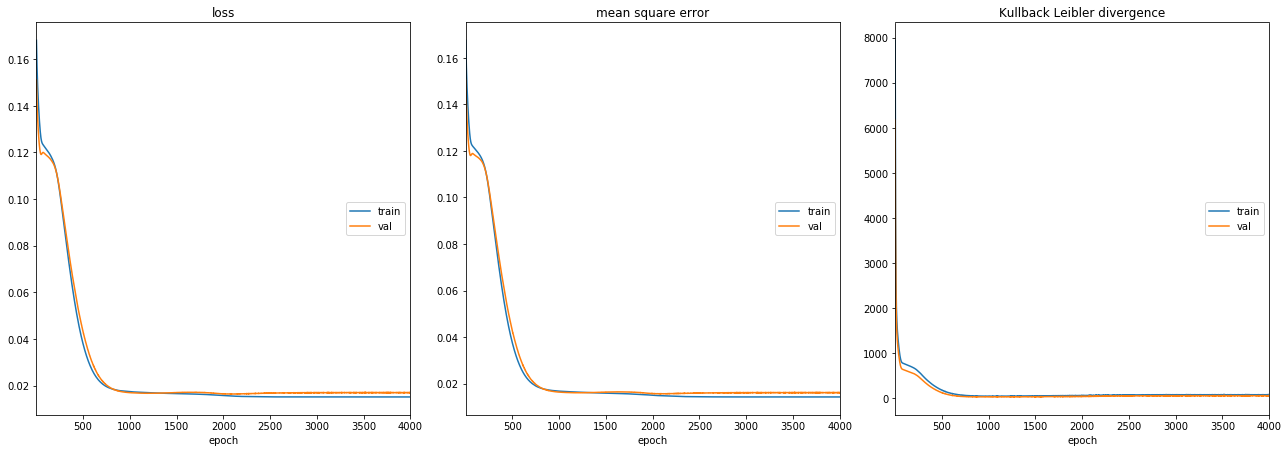 loss
0.16
0.14
0.12
0.10
0.08
0.06
0.04
0.02
train
val
500 1000 1500 2000 2500 3000 3500 4000
epoch
mean square error
0.16
0.14
0.12
0.10
0.08
0.06
0.04
0.02
train
val
500 1000 1500 2000 2500 3000 3500 4000
epoch
Kullback Leibler divergence
8000
7000
6000
5000
4000
3000
2000
1000
0
train
val
500 1000 1500 2000 2500 3000 3500 4000
epoch